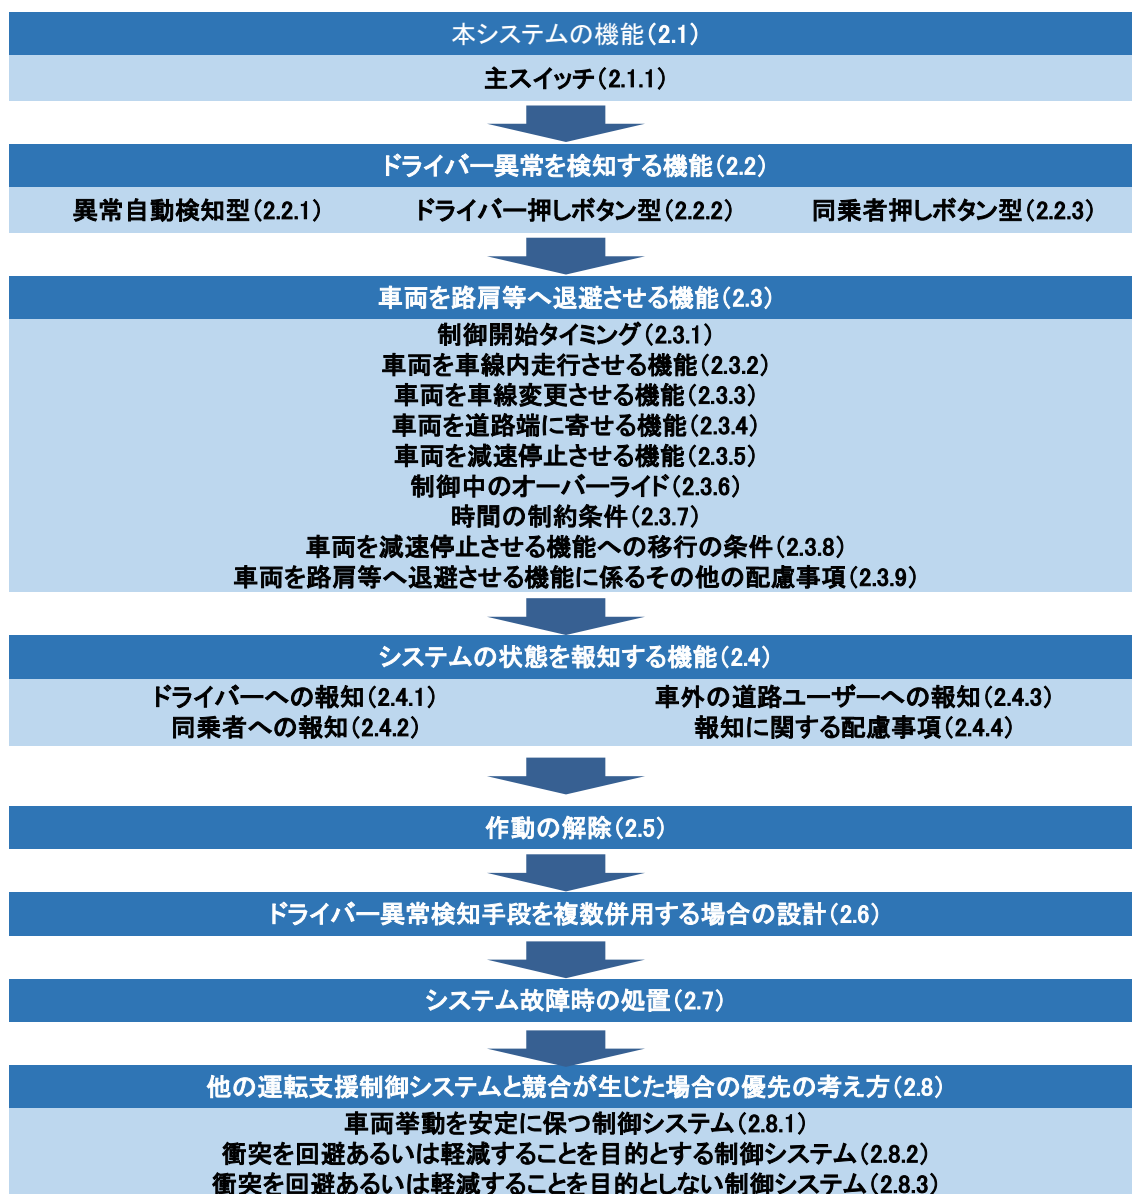 本システムの機能(2.1)
主スイッチ(2.1.1)
ドライバー異常を検知する機能(2.2)
異常自動検知型(2.2.1) ドライバー押しボタン型(2.2.2) 同乗者押しボタン型(2.2.3)
車両を路肩等へ退避させる機能(2.3)
制御開始タイミング(2.3.1)
車両を車線内走行させる機能(2.3.2)
車両を車線変更させる機能(2.3.3)
車両を道路端に寄せる機能(2.3.4)
車両を減速停止させる機能(2.3.5)
制御中のオーバーライド(2.3.6)
時間の制約条件(2.3.7)
車両を減速停止させる機能への移行の条件(2.3.8)
車両を路肩等へ退避させる機能に係るその他の配慮事項(2.3.9)
システムの状態を報知する機能(2.4)
ドライバーへの報知(2.4.1) 車外の道路ユーザーへの報知(2.4.3)
同乗者への報知(2.4.2) 報知に関する配慮事項(2.4.4)
作動の解除(2.5)
ドライバー異常検知手段を複数併用する場合の設計(2.6)
システム故障時の処置(2.7)
他の運転支援制御システムと競合が生じた場合の優先の考え方(2.8)
車両挙動を安定に保つ制御システム(2.8.1)
衝突を回避あるいは軽減することを目的とする制御システム(2.8.2)
衝突を回避あるいは軽減することを目的としない制御システム(2.8.3)